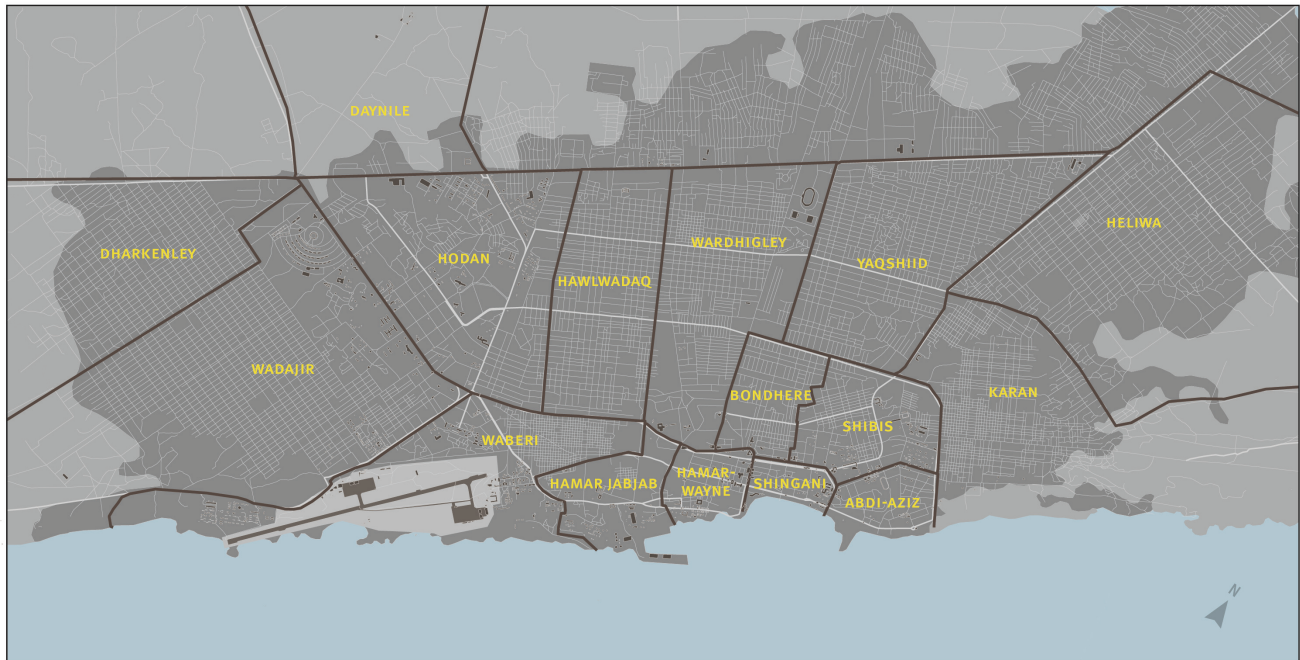 DAYNILE
HELIWA
WARDHIGLEY
DHARKENLEY
HODAN
YAQSHIID
HAWLWADAQ
WADAJIR
KARAN
BONDHERE
SHIBIS
WABERI
HAMAR JABJAB
HAMAR-
WAYNE
SHINGANI
ABDI-AZIZ
N